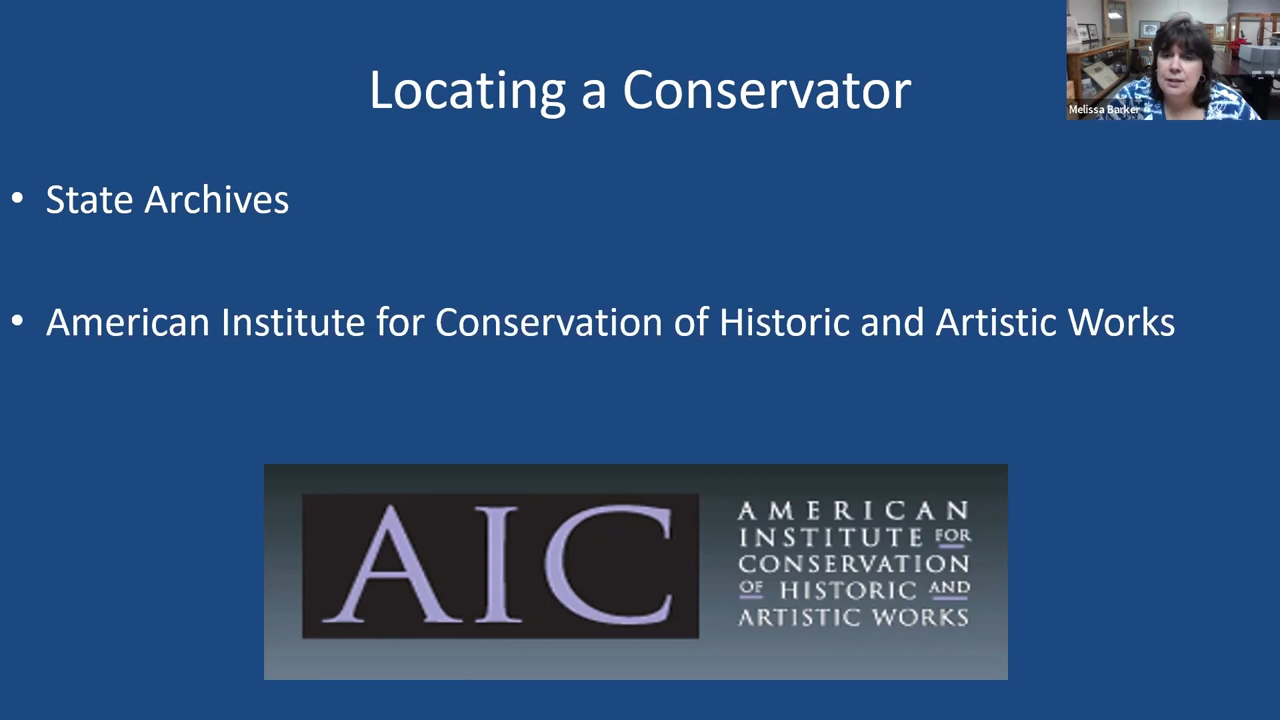 Locating a Conservator
Melissa Barker
• State Archives
• American Institute for Conservation of Historic and Artistic Works
AIC
AMERICAN
INSTITUTE FOR
CONSERVATION
OF HISTORIC AND
ARTISTIC WORKS